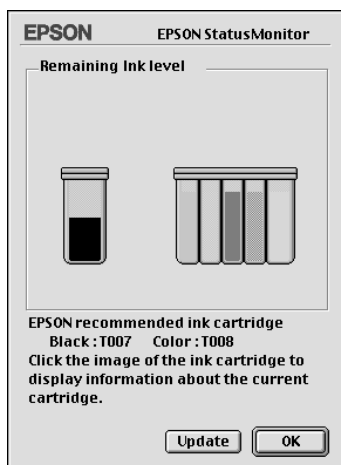 EPSON EPSON StatusMonitor
Remaining Ink level
EPSON recommended ink cartridge
Black : T007 Color : T008
Click the image of the ink cartridge to
display information about the current
cartridge.
Update OK